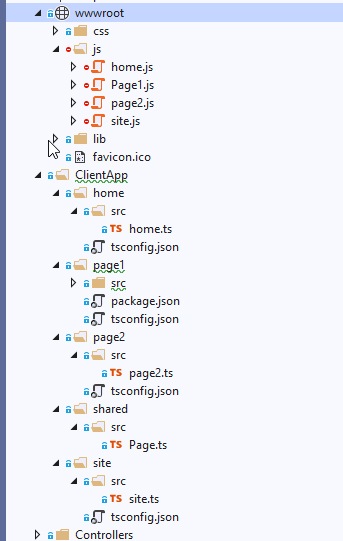 wwwroot
css
js
home.js
Page1.js
page2.js
site.js
lib
favicon.ico
ClientApp
home
src
TS home.ts
tsconfig.json
page1
src
package.json
tsconfig.json
page2
src
TS page2.ts
tsconfig.json
shared
src
TS Page.ts
site
src
TS site.ts
tsconfig.json
Controllers